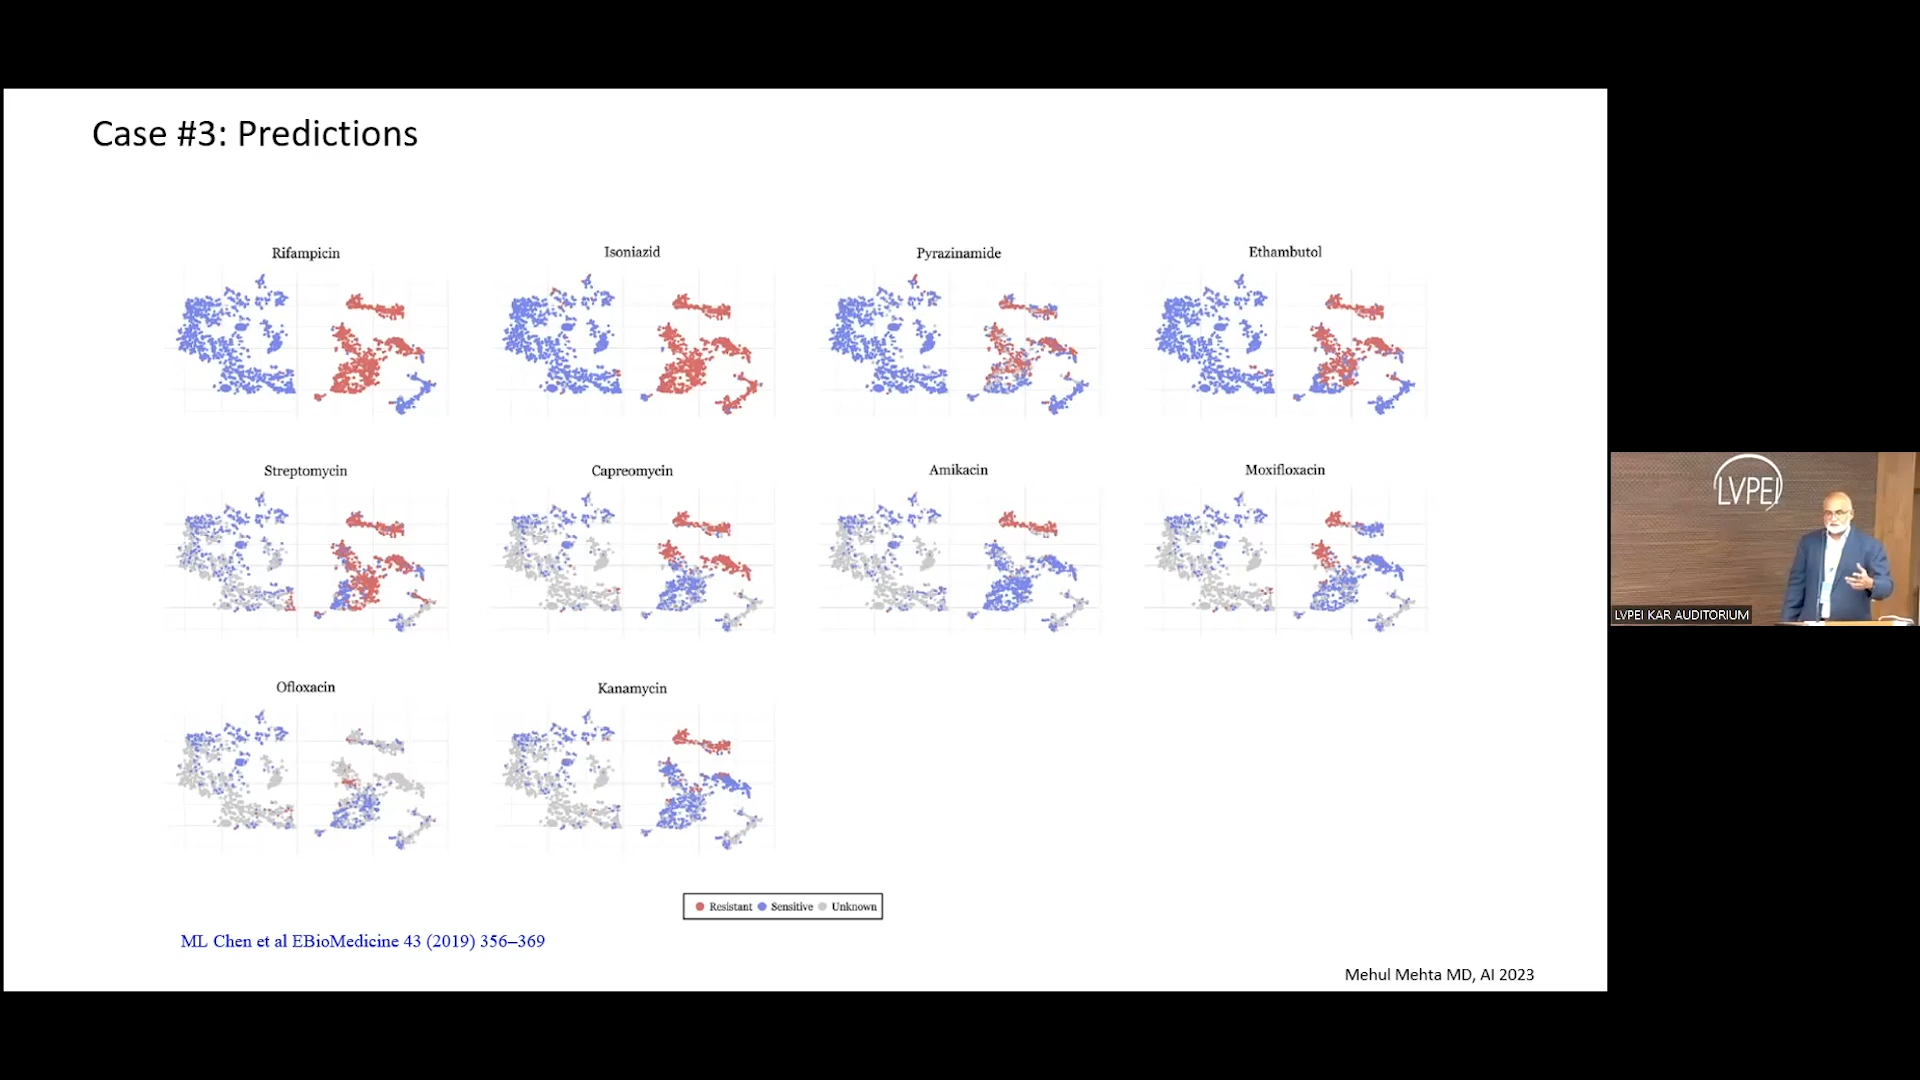 Case #3: Predictions
Rifampicin
Isoniazid
Pyrazinamide
Ethambutol
Streptomycin
Capreomycin
Amikacin
Moxifloxacin
Ofloxacin
Kanamycin
Resistant Sensitive Unknown
ML Chen et al EBioMedicine 43 (2019) 356–369
Mehul Mehta MD, AI 2023
LVPEI
LVPEI KAR AUDITORIUM